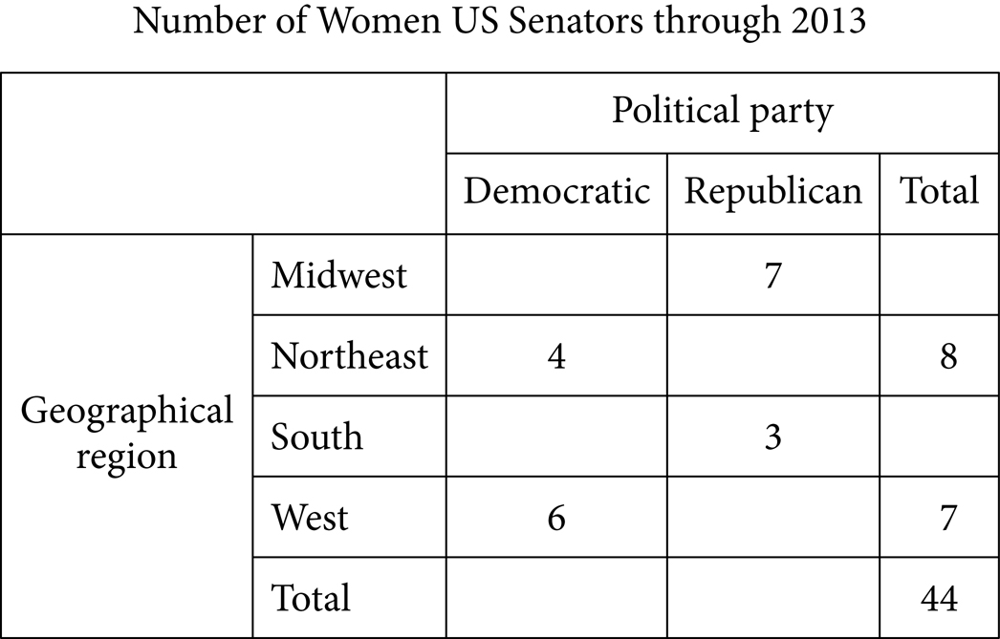 Number of Women US Senators through 2013
Political party
Democratic Republican Total
Geographical
region
Midwest 7
Northeast 4 8
South 3
West 6 7
Total 44